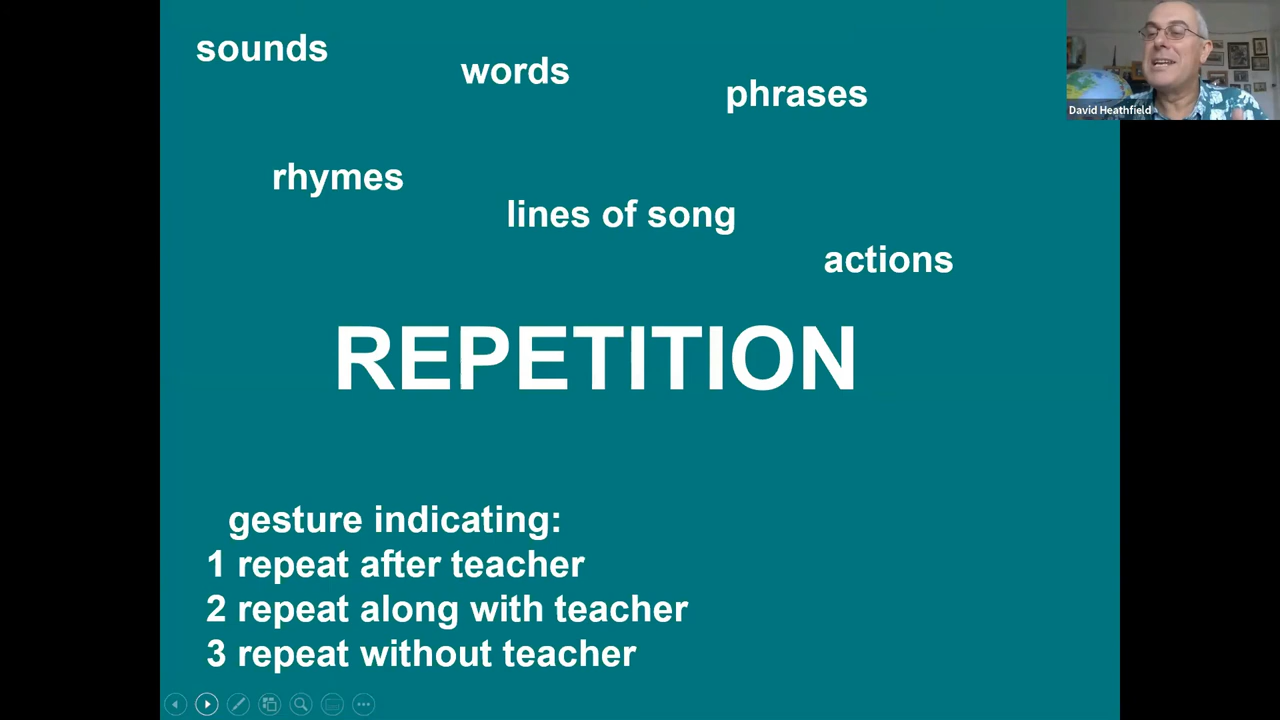 sounds
words
phrases
David Heathfield
rhymes
lines of song
actions
REPETITION
gesture indicating:
1 repeat after teacher
2 repeat along with teacher
3 repeat without teacher